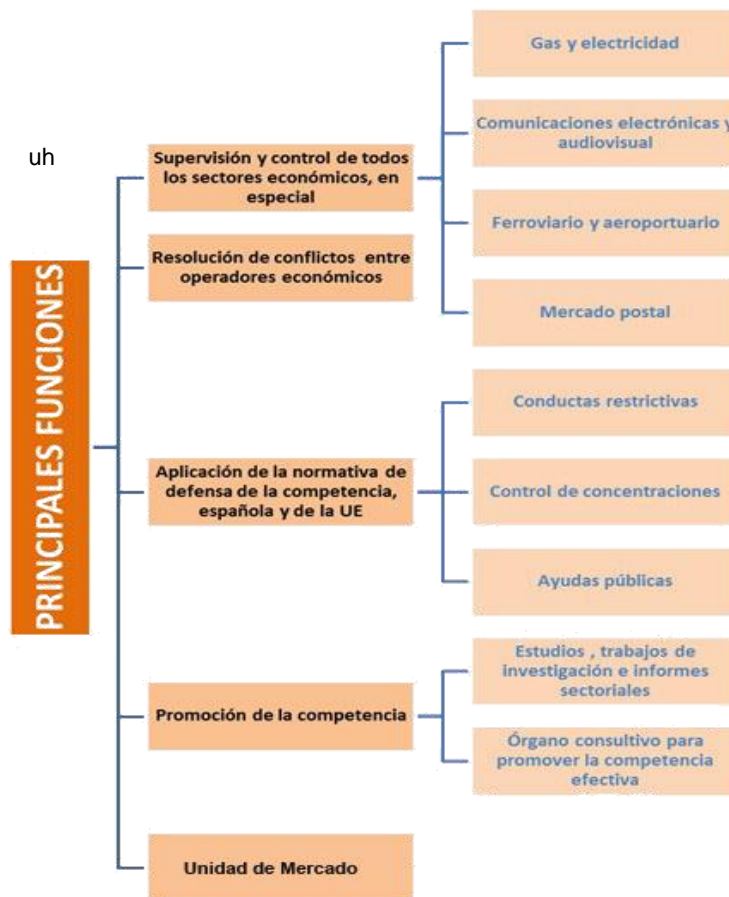 uh
PRINCIPALES FUNCIONES
Supervisión y control de todos
los sectores económicos, en
especial
Gas y electricidad
Comunicaciones electrónicas y
audiovisual
Ferroviario y aeroportuario
Mercado postal
Resolución de conflictos entre
operadores económicos
Aplicación de la normativa de
defensa de la competencia,
española y de la UE
Conductas restrictivas
Control de concentraciones
Ayudas públicas
Promoción de la competencia
Estudios , trabajos de
investigación e informes
sectoriales
Órgano consultivo para
promover la competencia
efectiva
Unidad de Mercado